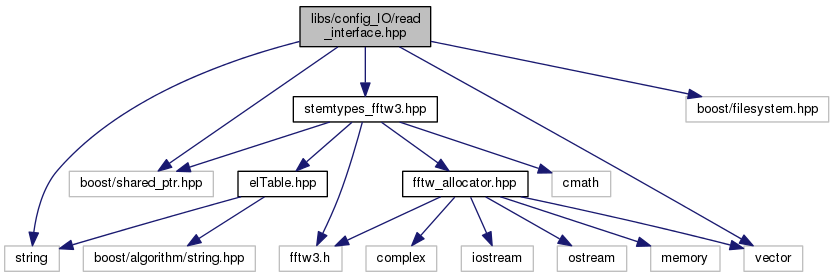 libs/config_IO/read
_interface.hpp
stemtypes_fftw3.hpp
boost/filesystem.hpp
boost/shared_ptr.hpp
elTable.hpp
fftw_allocator.hpp
cmath
string
boost/algorithm/string.hpp
fftw3.h
complex
iostream
ostream
memory
vector